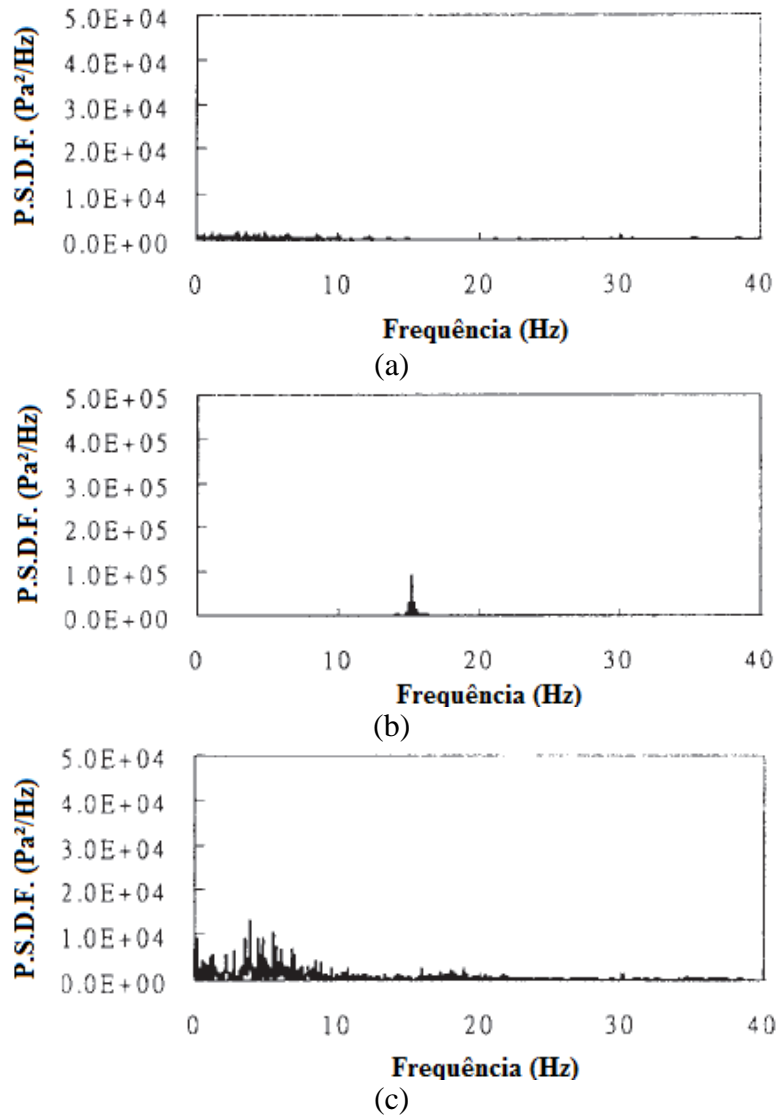 P.S.D.F. (Pa²/Hz)
5.0E+04
4.0E+04
3.0E+04
2.0E+04
1.0E+04
0.0E+00
0 10 20 30 40
Frequência (Hz)
(a)
P.S.D.F. (Pa²/Hz)
5.0E+05
4.0E+05
3.0E+05
2.0E+05
1.0E+05
0.0E+00
0 10 20 30 40
Frequência (Hz)
(b)
P.S.D.F. (Pa²/Hz)
5.0E+04
4.0E+04
3.0E+04
2.0E+04
1.0E+04
0.0E+00
0 10 20 30 40
Frequência (Hz)
(c)